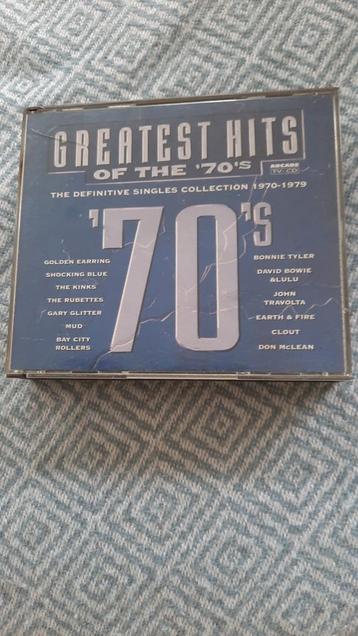 GREATEST HITS
OF THE '70'S
ARCADE
TV-CD
THE DEFINITIVE SINGLES COLLECTION 1970-1979
'70's
GOLDEN EARRING
SHOCKING BLUE
THE KINKS
THE RUBETTES
GARY GLITTER
MUD
BAY CITY
ROLLERS
BONNIE TYLER
DAVID BOWIE
&LULU
JOHN
TRAVOLTA
EARTH & FIRE
CLOUT
DON McLEAN